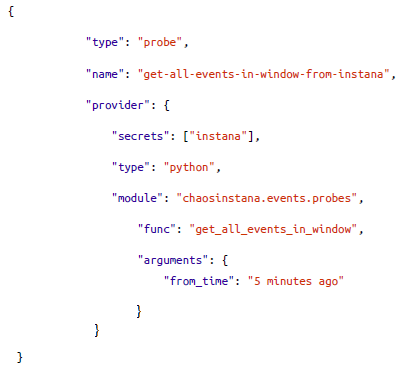 {
"type": "probe",
"name": "get-all-events-in-window-from-instana",
"provider": {
"secrets": ["instana"],
"type": "python",
"module": "chaosinstana.events.probes",
"func": "get_all_events_in_window",
"arguments": {
"from_time": "5 minutes ago"
}
}
}